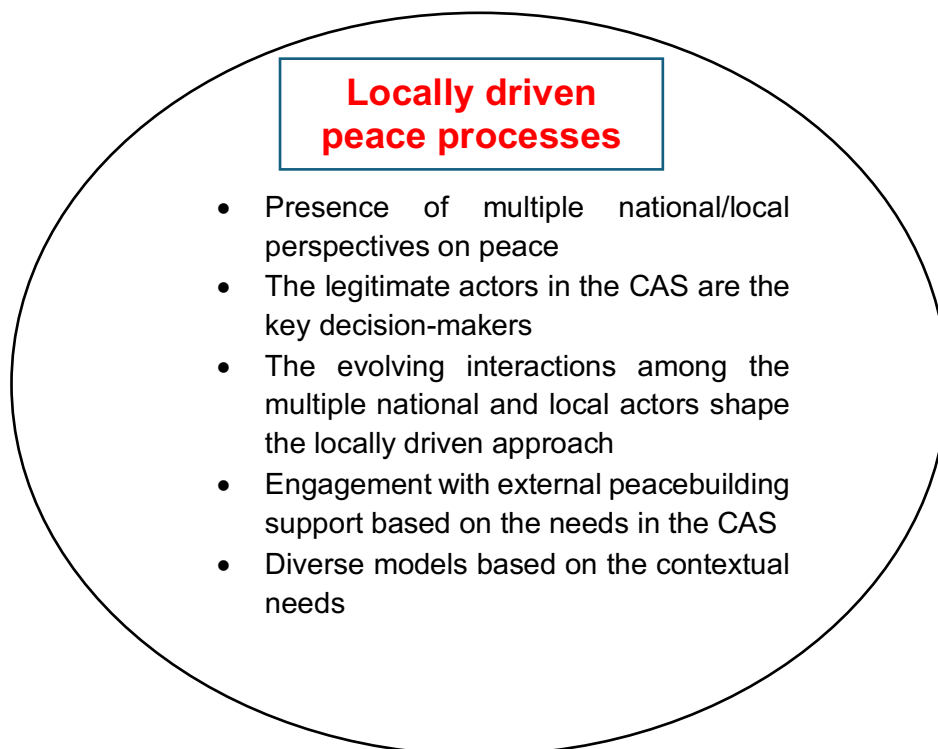 Locally driven
peace processes
• Presence of multiple national/local
perspectives on peace
• The legitimate actors in the CAS are the
key decision-makers
• The evolving interactions among the
multiple national and local actors shape
the locally driven approach
• Engagement with external peacebuilding
support based on the needs in the CAS
• Diverse models based on the contextual
needs